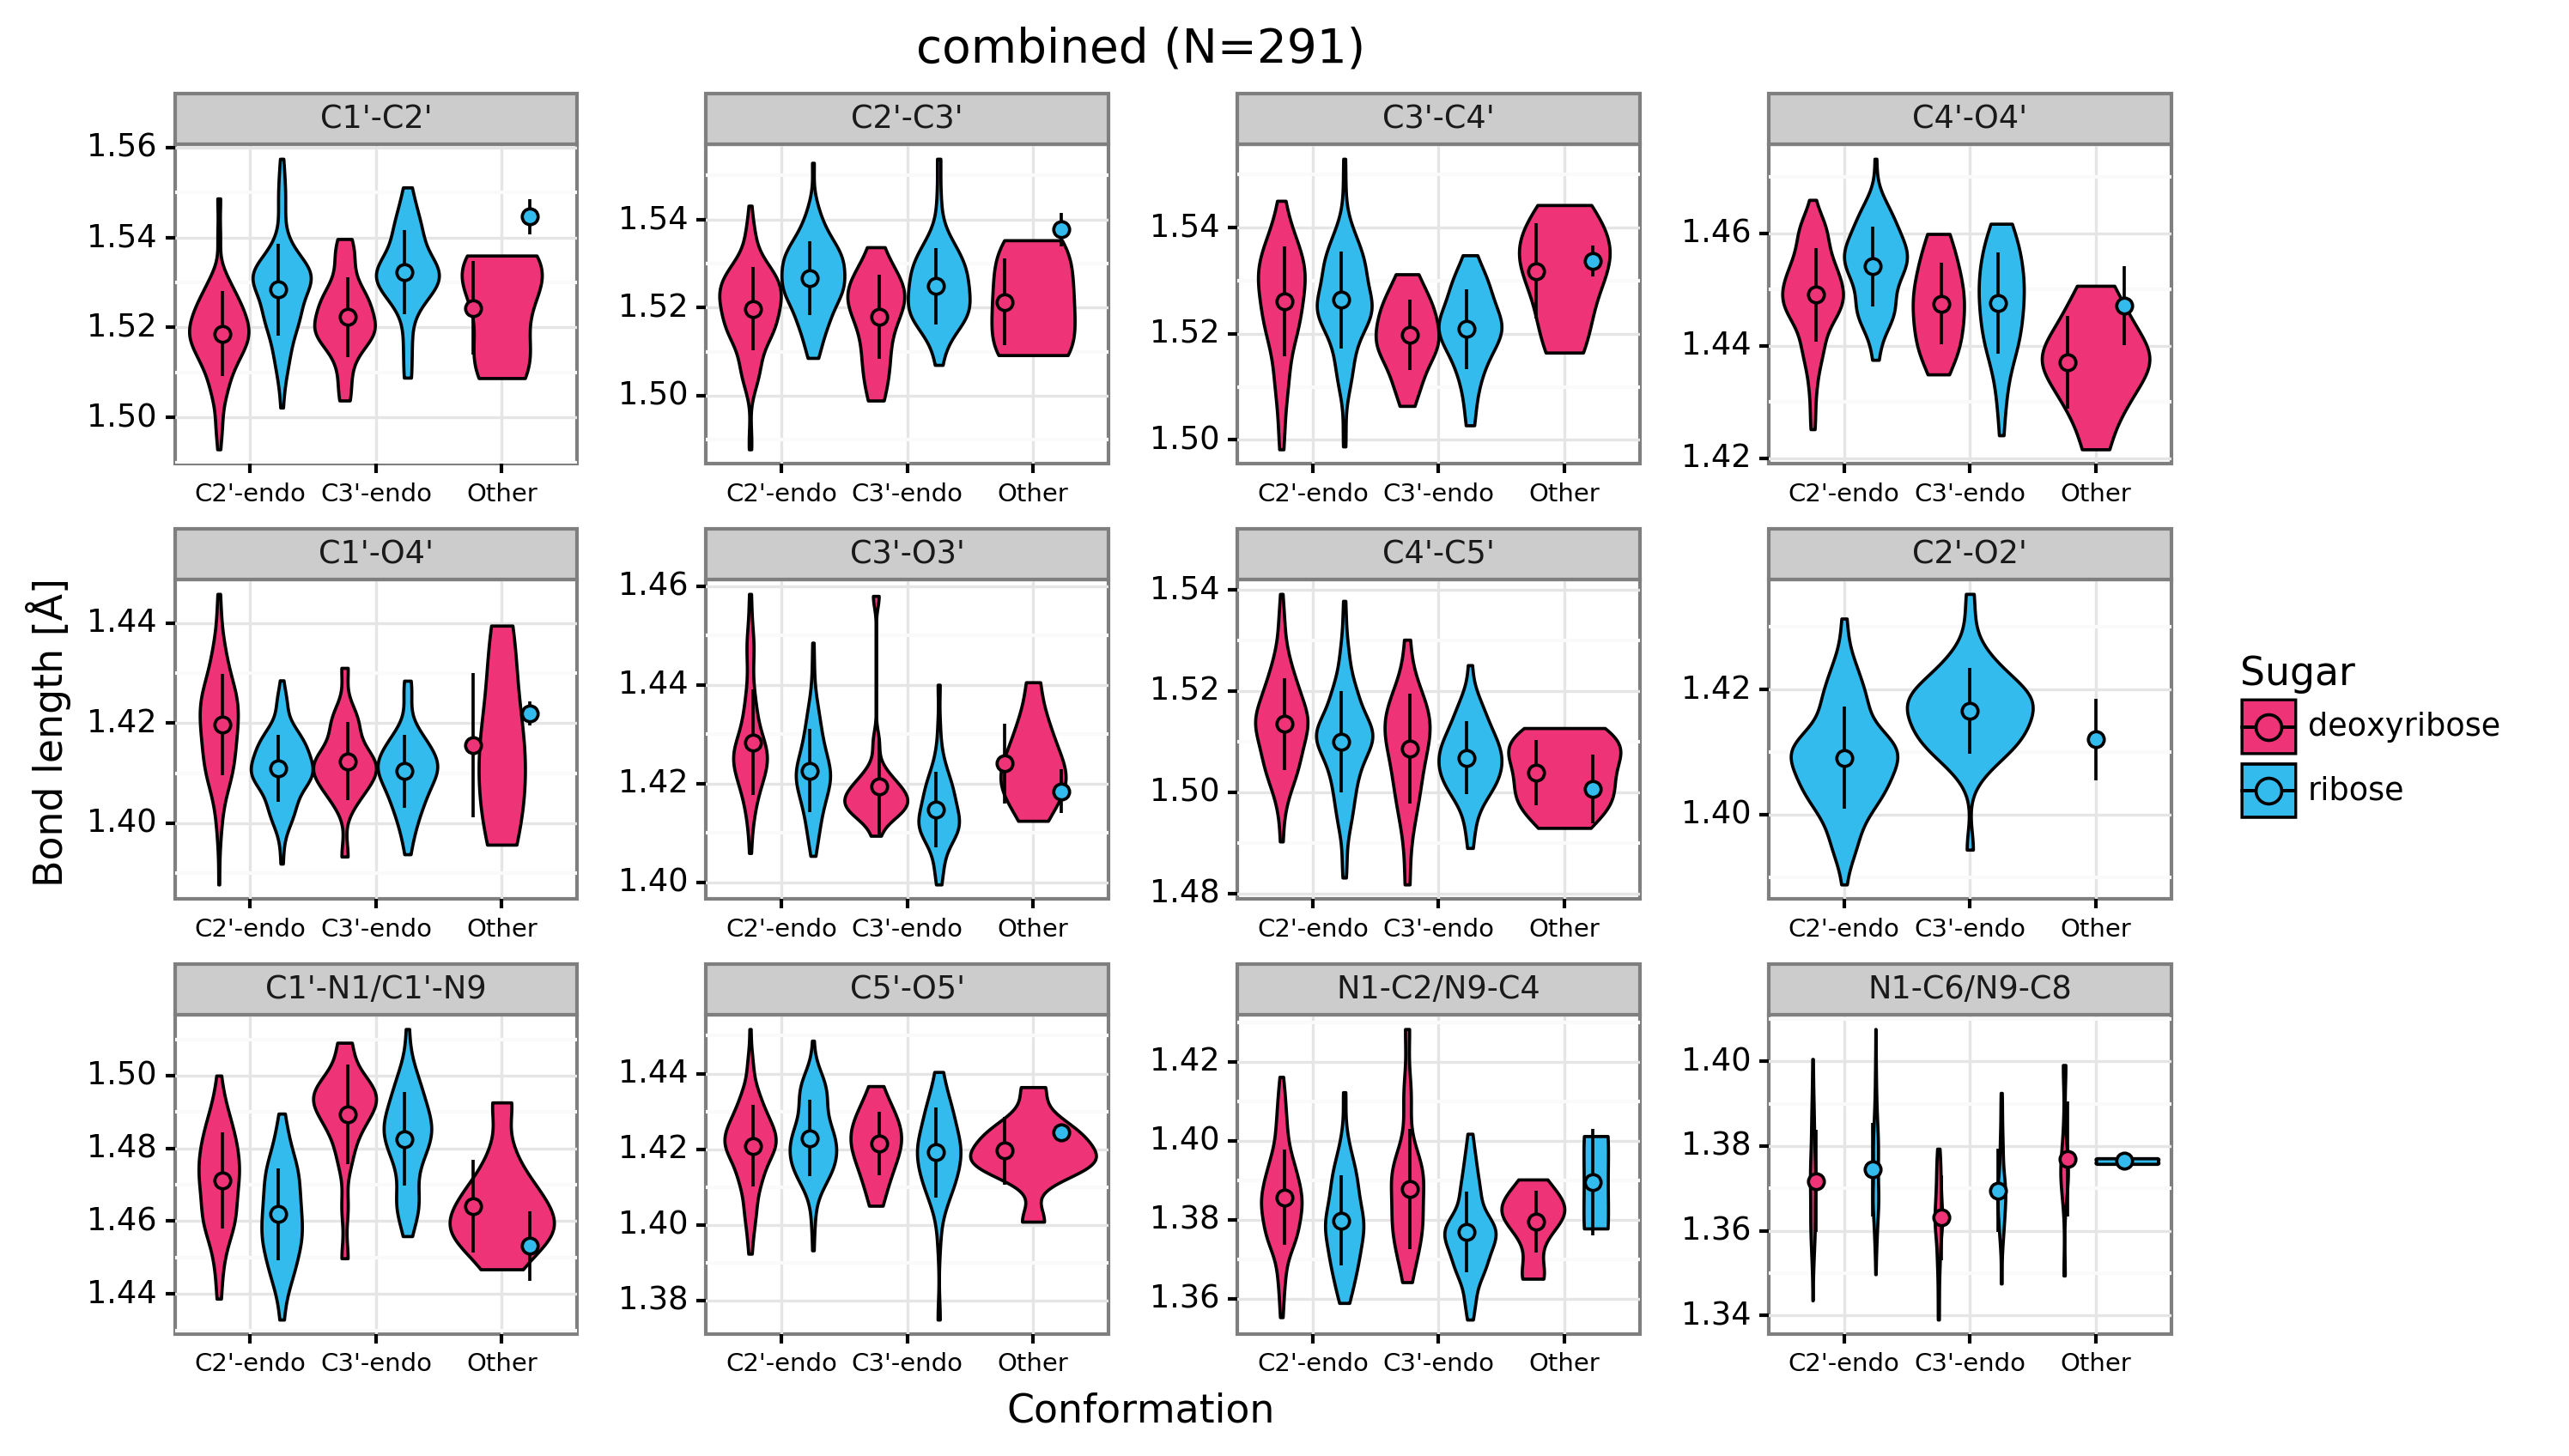 combined (N=291)
C1'-C2'
C2'-C3'
C3'-C4'
C4'-O4'
1.56
1.54
1.52
1.50
1.54
1.52
1.50
1.54
1.52
1.50
1.46
1.44
1.42
C2'-endo C3'-endo Other
C2'-endo C3'-endo Other
C2'-endo C3'-endo Other
C2'-endo C3'-endo Other
C1'-O4'
C3'-O3'
C4'-C5'
C2'-O2'
1.44
1.42
1.40
1.46
1.44
1.42
1.40
1.54
1.52
1.50
1.48
1.42
1.40
C2'-endo C3'-endo Other
C2'-endo C3'-endo Other
C2'-endo C3'-endo Other
C2'-endo C3'-endo Other
C1'-N1/C1'-N9
C5'-O5'
N1-C2/N9-C4
N1-C6/N9-C8
1.50
1.48
1.46
1.44
1.44
1.42
1.40
1.38
1.42
1.40
1.38
1.36
1.40
1.38
1.36
1.34
C2'-endo C3'-endo Other
C2'-endo C3'-endo Other
C2'-endo C3'-endo Other
C2'-endo C3'-endo Other
Bond length [Å]
Conformation
Sugar
deoxyribose
ribose